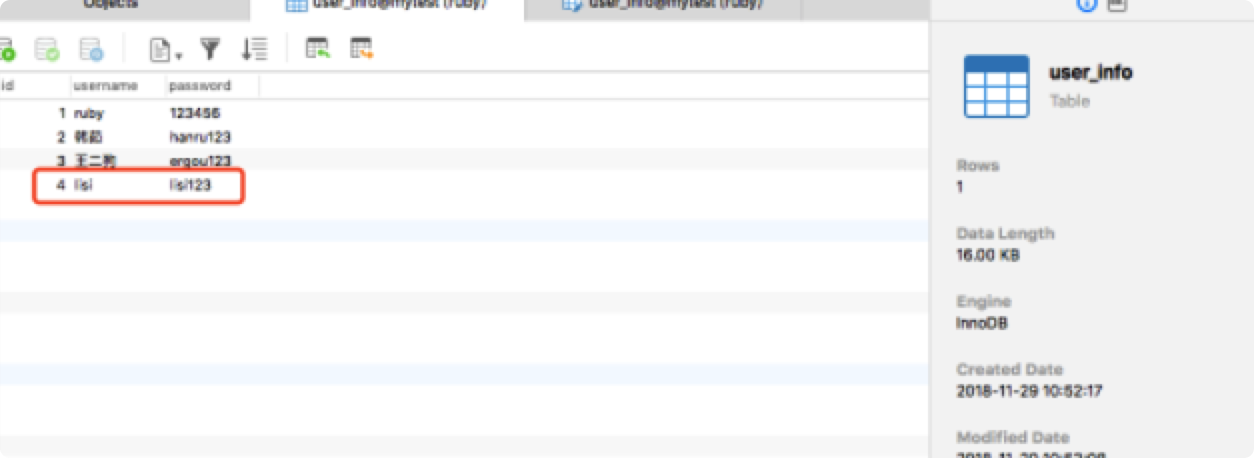 Objects
user_info@mytest (ruby)
user_info@mytest (ruby)
id username password
1 ruby 123456
2 韩茹 hanru123
3 王二狗 ergou123
4 lisi lisi123
user_info
Table
Rows
1
Data Length
16.00 KB
Engine
InnoDB
Created Date
2018-11-29 10:52:17
Modified Date